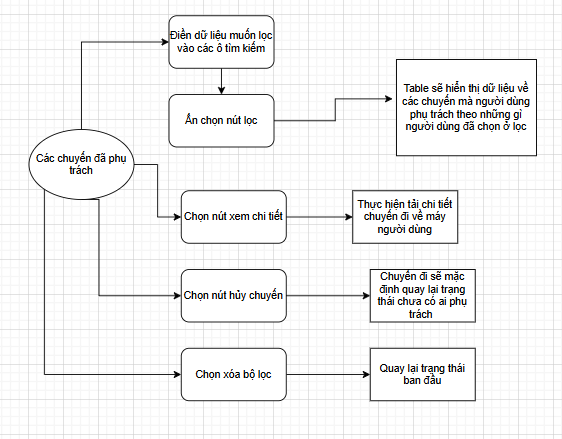 Điền dữ liệu muốn lọc
vào các ô tìm kiếm
Ấn chọn nút lọc
Table sẽ hiển thị dữ liệu về
các chuyến mà người dùng
phụ trách theo những gì
người dùng đã chọn ở lọc
Các chuyến đã phụ
trách
Chọn nút xem chi tiết
Thực hiện tải chi tiết
chuyến đi về máy
người dùng
Chọn nút hủy chuyến
Chuyến đi sẽ mặc
định quay lại trạng
thái chưa có ai phụ
trách
Chọn xóa bộ lọc
Quay lại trạng thái
ban đầu